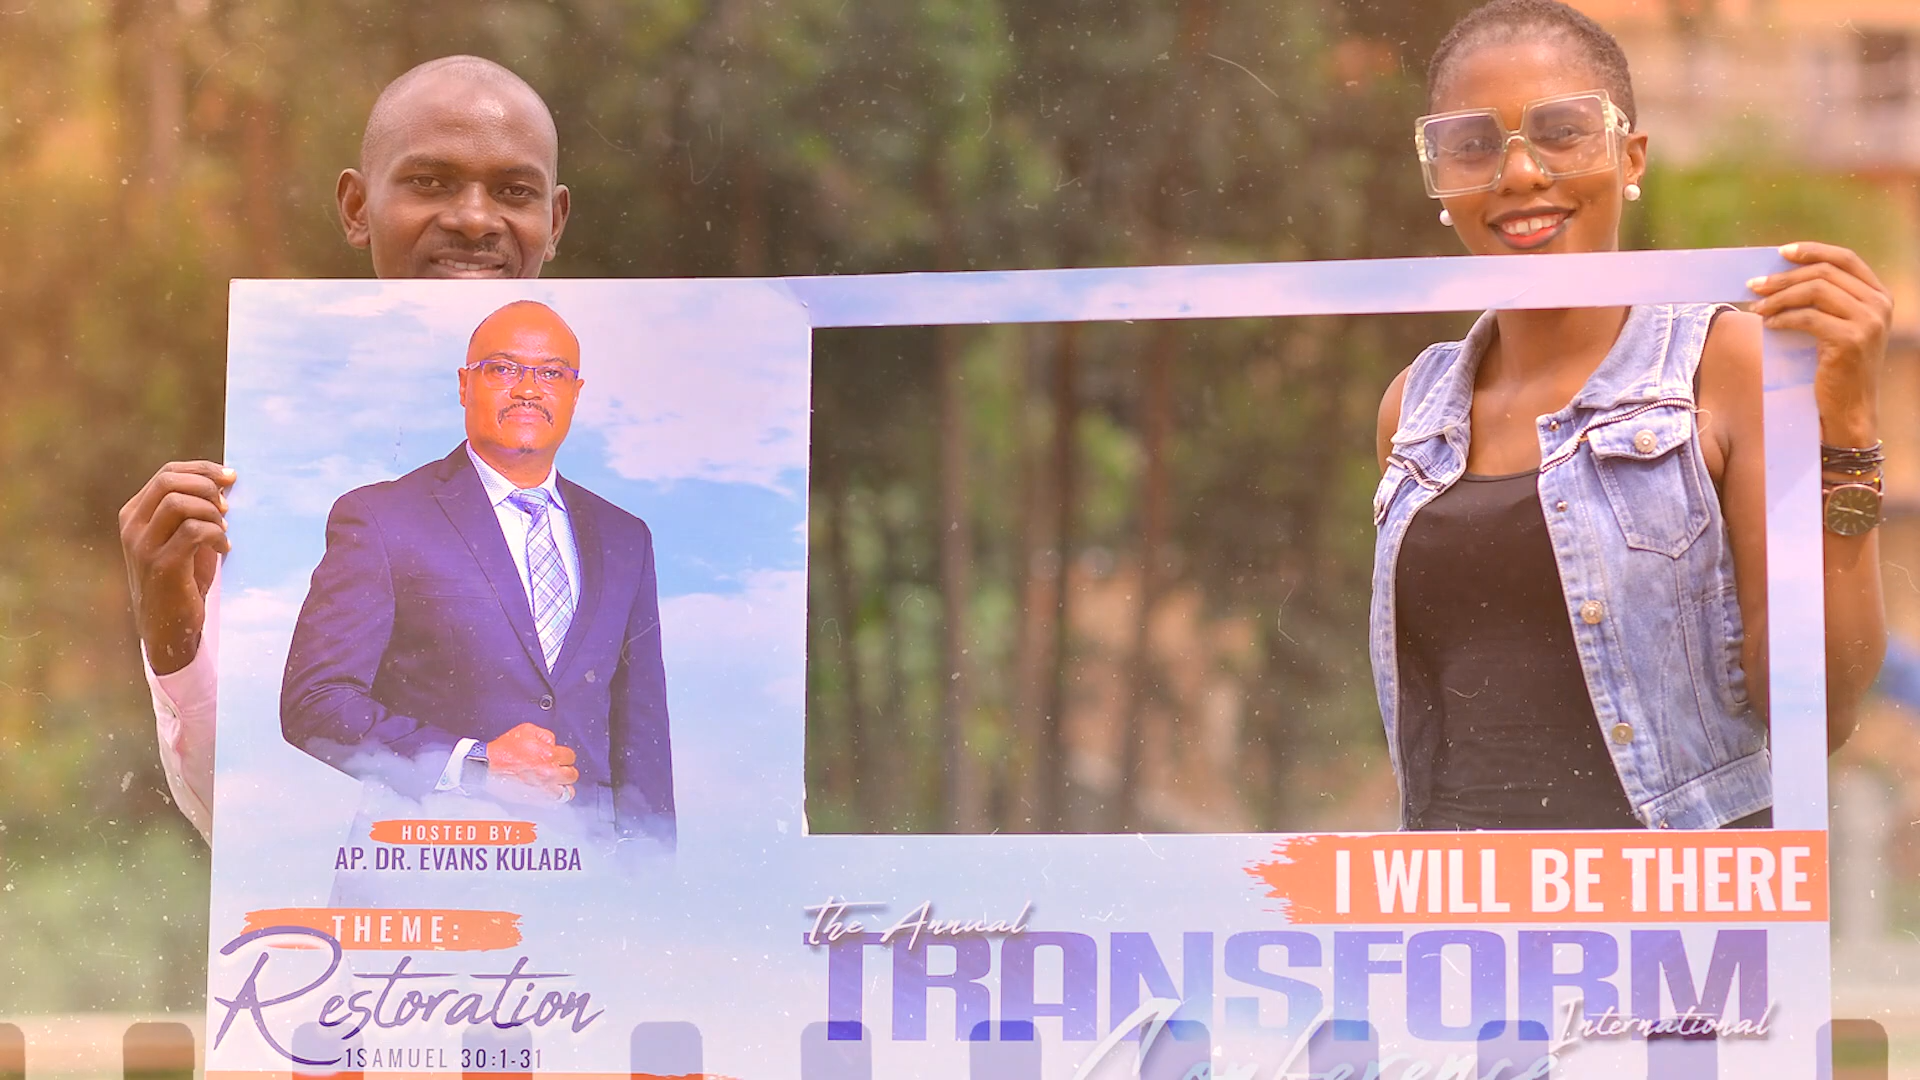 HOSTED BY:
AP. DR. EVANS KULABA
THEME:
Restoration
1SAMUEL 30:1-31
I WILL BE THERE
The Annual
TRANSFORM
International
Conference